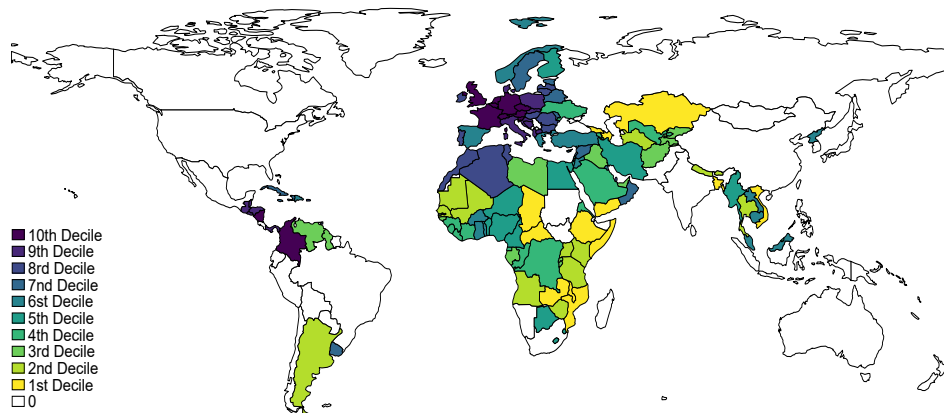 10th Decile
9th Decile
8rd Decile
7nd Decile
6st Decile
5th Decile
4th Decile
3rd Decile
2nd Decile
1st Decile
0